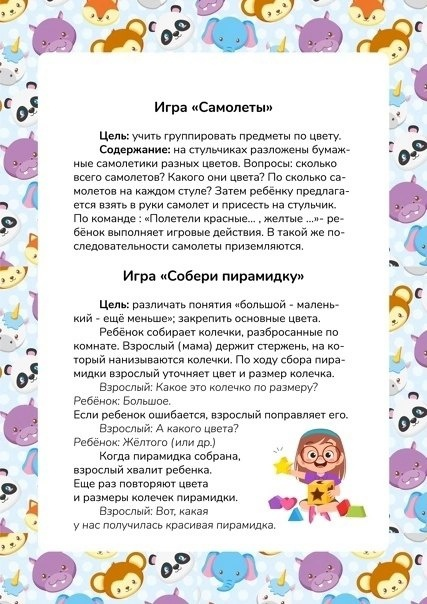 Игра «Самолеты»
Цель: учить группировать предметы по цвету.
Содержание: на стульчиках разложены бумаж-
ные самолетики разных цветов. Вопросы: сколько
всего самолетов? Какого они цвета? По сколько са-
молетов на каждом стуле? Затем ребёнку предлага-
ется взять в руки самолет и присесть на стульчик.
По команде : «Полетели красные... , желтые ...»- ре-
бёнок выполняет игровые действия. В такой же по-
следовательности самолеты приземляются.
Игра «Собери пирамидку»
Цель: различать понятия «большой - малень-
кий - ещё меньше»; закрепить основные цвета.
Ребёнок собирает колечки, разбросанные по
комнате. Взрослый (мама) держит стержень, на ко-
торый нанизываются колечки. По ходу сбора пира-
мидки взрослый уточняет цвет и размер колечка.
Взрослый: Какое это колечко по размеру?
Ребёнок: Большое.
Если ребенок ошибается, взрослый поправляет его.
Взрослый: А какого цвета?
Ребёнок: Жёлтого (или др.)
Когда пирамидка собрана,
взрослый хвалит ребенка.
Еще раз повторяют цвета
и размеры колечек пирамидки.
Взрослый: Вот, какая
у нас получилась красивая пирамидка.